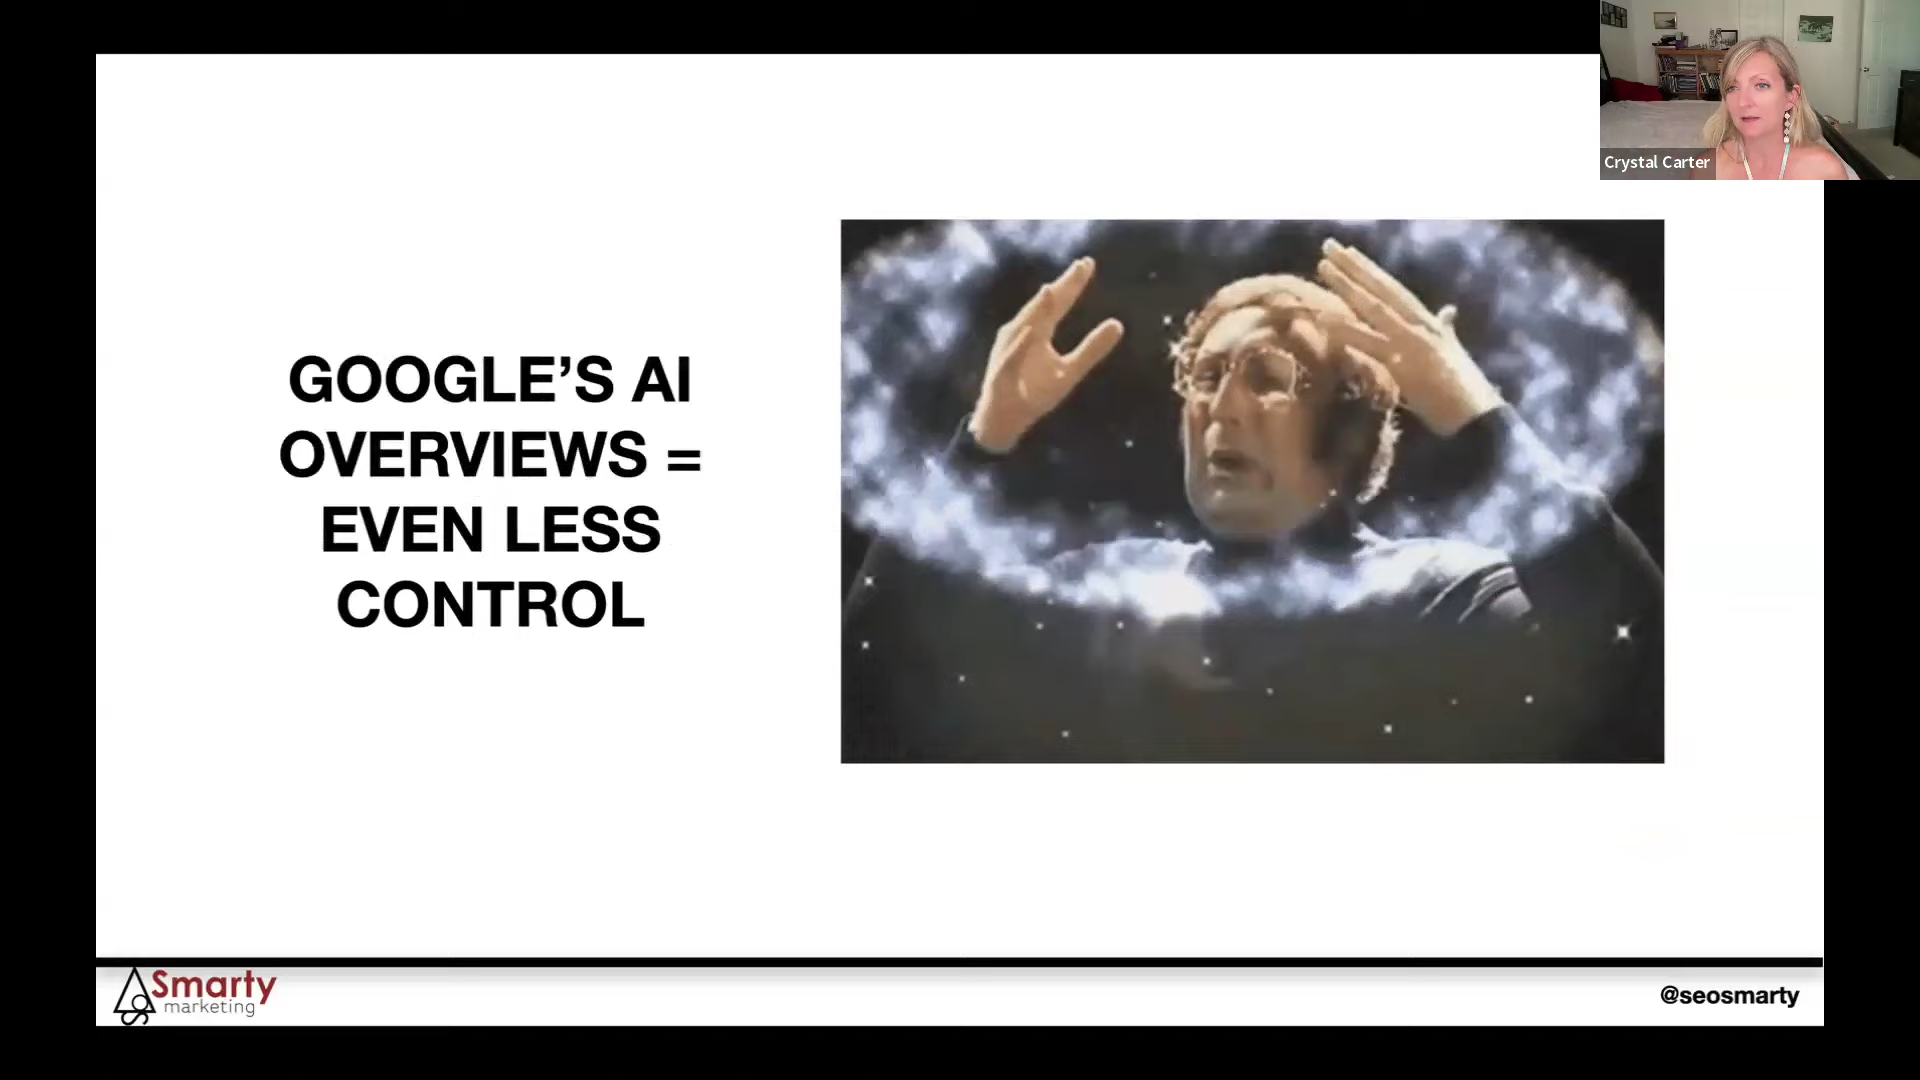 Crystal Carter
GOOGLE’S AI
OVERVIEWS =
EVEN LESS
CONTROL
Smarty
marketing
@seosmarty